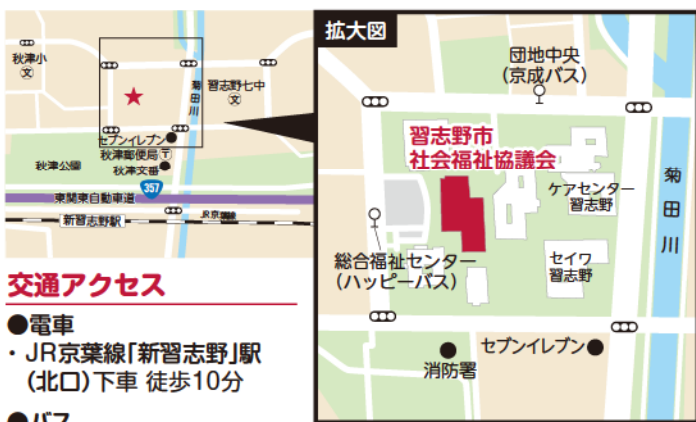 秋津小
文
習志野七中
文
菊田川
セブンイレブン
秋津郵便局
秋津公園
秋津交番
357
東関東自動車道
新習志野駅
JR京葉線
拡大図
団地中央
(京成バス)
習志野市
社会福祉協議会
ケアセンター
習志野
菊田川
総合福祉センター
(ハッピーバス)
セイワ
習志野
セブンイレブン
消防署
交通アクセス
●電車
・JR京葉線「新習志野」駅
(北口)下車 徒歩10分
●バス